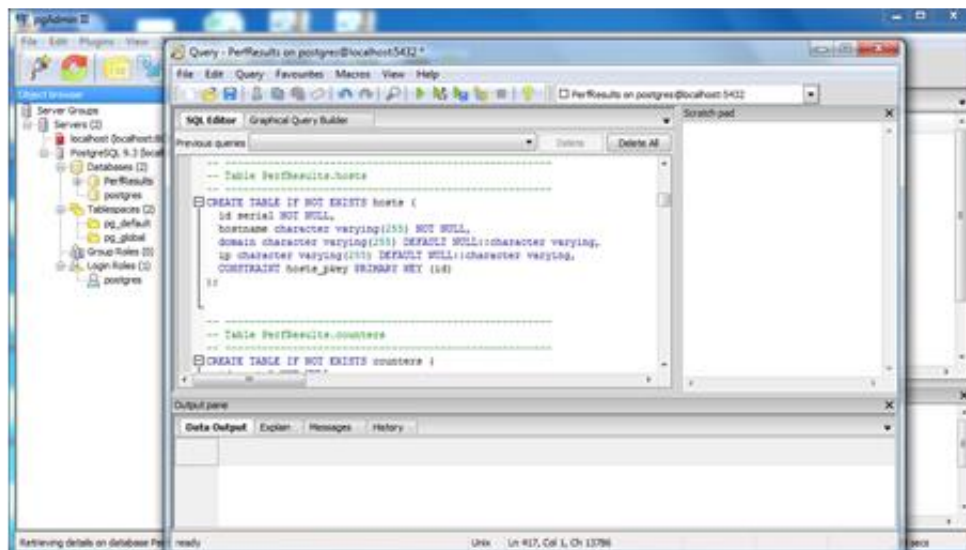 pgAdmin III
File Edit Plugins View
Object browser
Server Groups
Servers (2)
localhost (localhost:
PostgreSQL 9.3 (local
Databases (2)
PerfResults
postgres
Tablespaces (2)
pg_default
pg_global
Group Roles (0)
Login Roles (1)
postgres
Retrieving details on database Per
Query - PerfResults on postgres@localhost:5432 *
File Edit Query Favourites Macros View Help
PerfResults on postgres@localhost:5432
SQL Editor Graphical Query Builder
Previous queries Delete Delete All
-- Table PerfResults.hosts
CREATE TABLE IF NOT EXISTS hosts (
id serial NOT NULL,
hostname character varying(255) NOT NULL,
domain character varying(255) DEFAULT NULL::character varying,
ip character varying(255) DEFAULT NULL::character varying,
CONSTRAINT hosts_pkey PRIMARY KEY (id)
);
-- Table PerfResults.counters
CREATE TABLE IF NOT EXISTS counters (
Scratch pad
Output pane
Data Output Explain Messages History
ready Unix Ln 417, Col 1, Ch 13786
secs